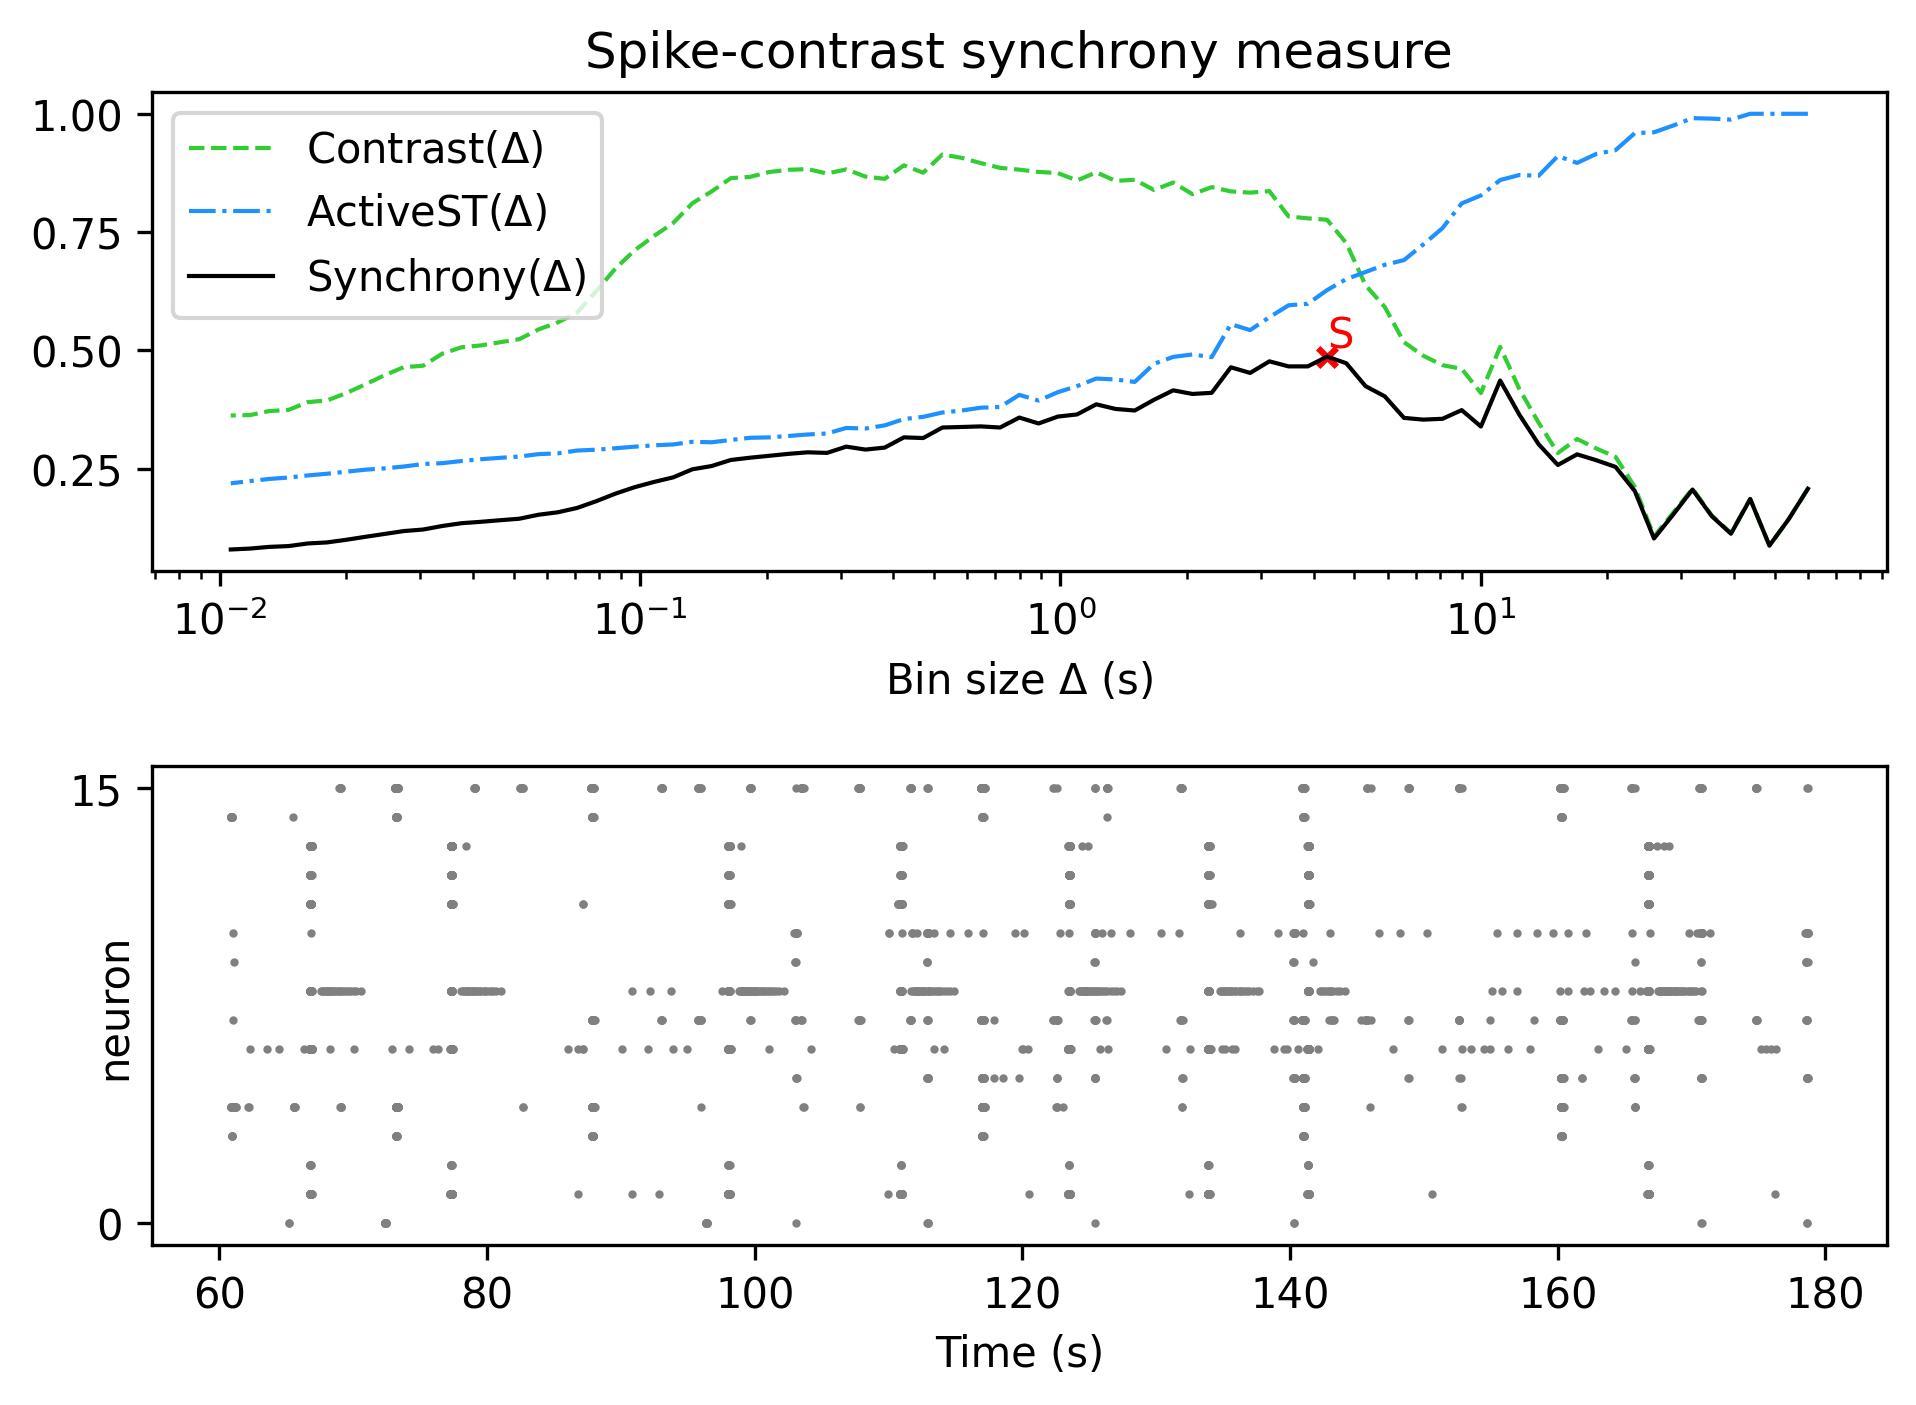 Spike-contrast synchrony measure
1.00
0.75
0.50
0.25
Contrast(Δ)
ActiveST(Δ)
Synchrony(Δ)
S
10⁻² 10⁻¹ 10⁰ 10¹
Bin size Δ (s)
15
0
neuron
60 80 100 120 140 160 180
Time (s)